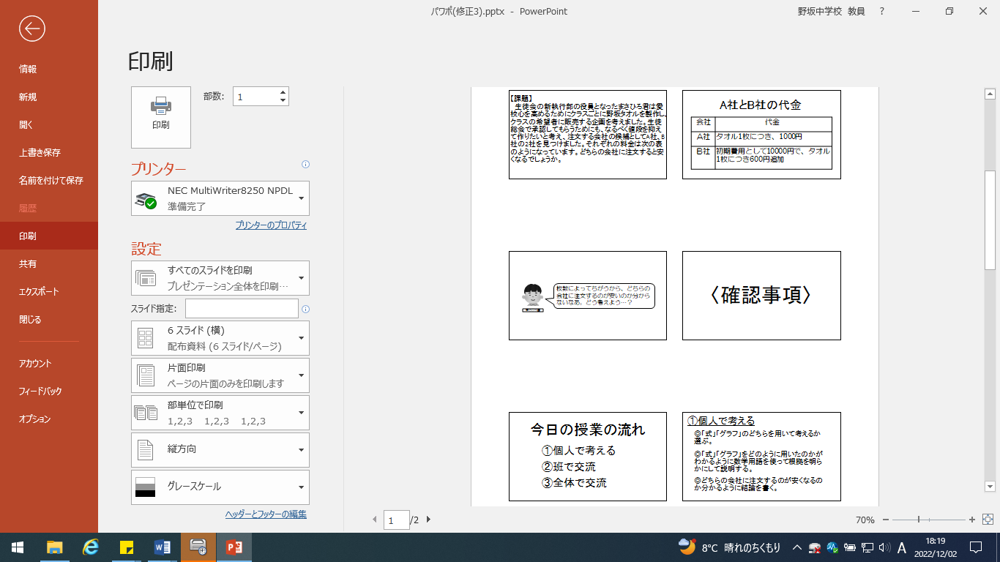 パワポ(修正3).pptx - PowerPoint
野坂中学校 教員 ?
情報
新規
開く
上書き保存
名前を付けて保存
履歴
印刷
共有
エクスポート
閉じる
アカウント
フィードバック
オプション
印刷
印刷
部数: 1
プリンター
NEC MultiWriter8250 NPDL
準備完了
プリンターのプロパティ
設定
すべてのスライドを印刷
プレゼンテーション全体を印刷…
スライド指定:
6 スライド (横)
配布資料 (6 スライド/ページ)
片面印刷
ページの片面のみを印刷します
部単位で印刷
1,2,3 1,2,3 1,2,3
縦方向
グレースケール
ヘッダーとフッターの編集
【課題】
生徒会の新執行部の役員となったまさひろ君は愛
校心を高めるためにクラスごとに野坂タオルを製作し、
クラスの希望者に販売する企画を考えました。生徒
総会で承認してもらうためにも、なるべく値段を抑え
て作りたいと考え、注文する会社の候補としてA社、B
社の2社を見つけました。それぞれの料金は次の表
のようになっています。どちらの会社に注文すると安
くなるでしょうか。
A社とB社の代金
会社 代金
A社 タオル1枚につき、1000円
B社 初期費用として10000円で、タオル
1枚につき600円追加
枚数によってちがうから、どちらの
会社に注文するのが安いのか分から
ないなあ。どう考えよう…？
〈確認事項〉
今日の授業の流れ
①個人で考える
②班で交流
③全体で交流
①個人で考える
◎「式」「グラフ」のどちらを用いて考えるか
選ぶ。
◎「式」「グラフ」をどのように用いたのかが
わかるように数学用語を使って根拠を明ら
かにして説明する。
◎どちらの会社に注文するのが安くなるの
か分かるように結論を書く。
1 /2
70%
8°C 晴れのちくもり
A
18:19
2022/12/02